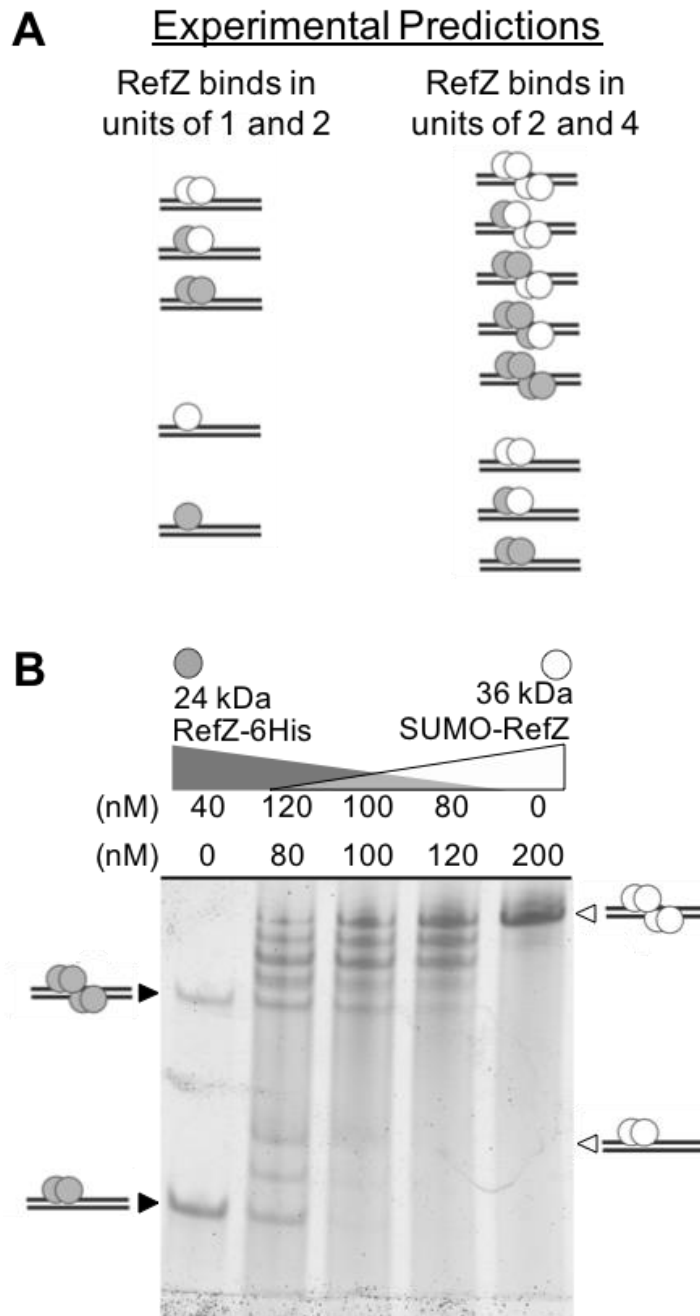 A
Experimental Predictions
RefZ binds in
units of 1 and 2
RefZ binds in
units of 2 and 4
B
24 kDa
RefZ-6His
36 kDa
SUMO-RefZ
(nM) 40 120 100 80 0
(nM) 0 80 100 120 200